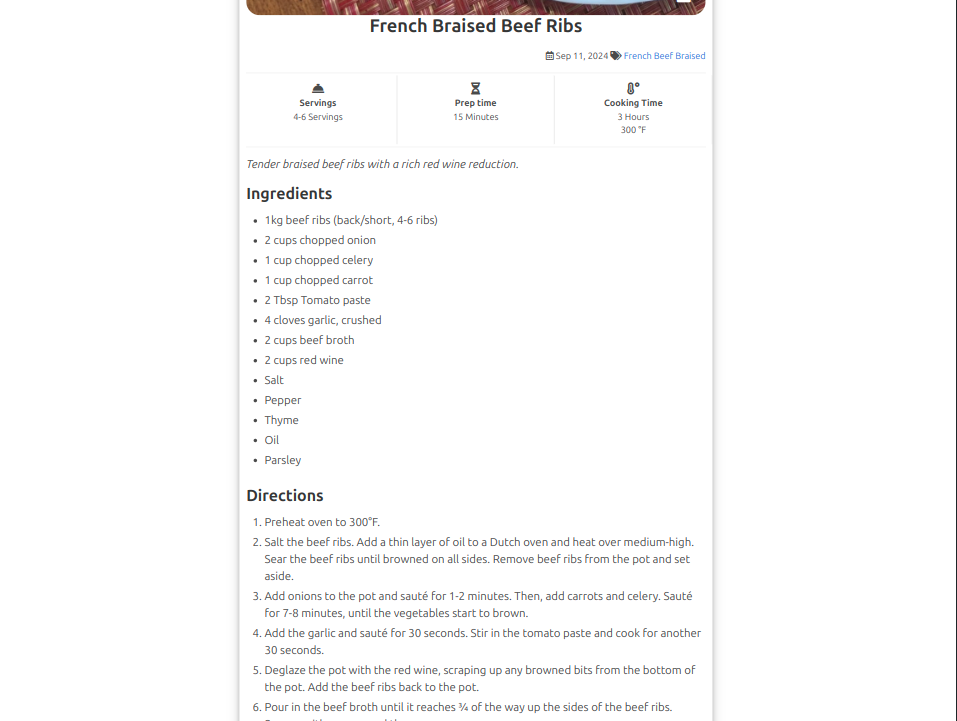 French Braised Beef Ribs
Sep 11, 2024 French Beef Braised
Servings
4-6 Servings
Prep time
15 Minutes
Cooking Time
3 Hours
300 °F
Tender braised beef ribs with a rich red wine reduction.
Ingredients
• 1kg beef ribs (back/short, 4-6 ribs)
• 2 cups chopped onion
• 1 cup chopped celery
• 1 cup chopped carrot
• 2 Tbsp Tomato paste
• 4 cloves garlic, crushed
• 2 cups beef broth
• 2 cups red wine
• Salt
• Pepper
• Thyme
• Oil
• Parsley
Directions
1. Preheat oven to 300°F.
2. Salt the beef ribs. Add a thin layer of oil to a Dutch oven and heat over medium-high.
Sear the beef ribs until browned on all sides. Remove beef ribs from the pot and set
aside.
3. Add onions to the pot and sauté for 1-2 minutes. Then, add carrots and celery. Sauté
for 7-8 minutes, until the vegetables start to brown.
4. Add the garlic and sauté for 30 seconds. Stir in the tomato paste and cook for another
30 seconds.
5. Deglaze the pot with the red wine, scraping up any browned bits from the bottom of
the pot. Add the beef ribs back to the pot.
6. Pour in the beef broth until it reaches ¾ of the way up the sides of the beef ribs.